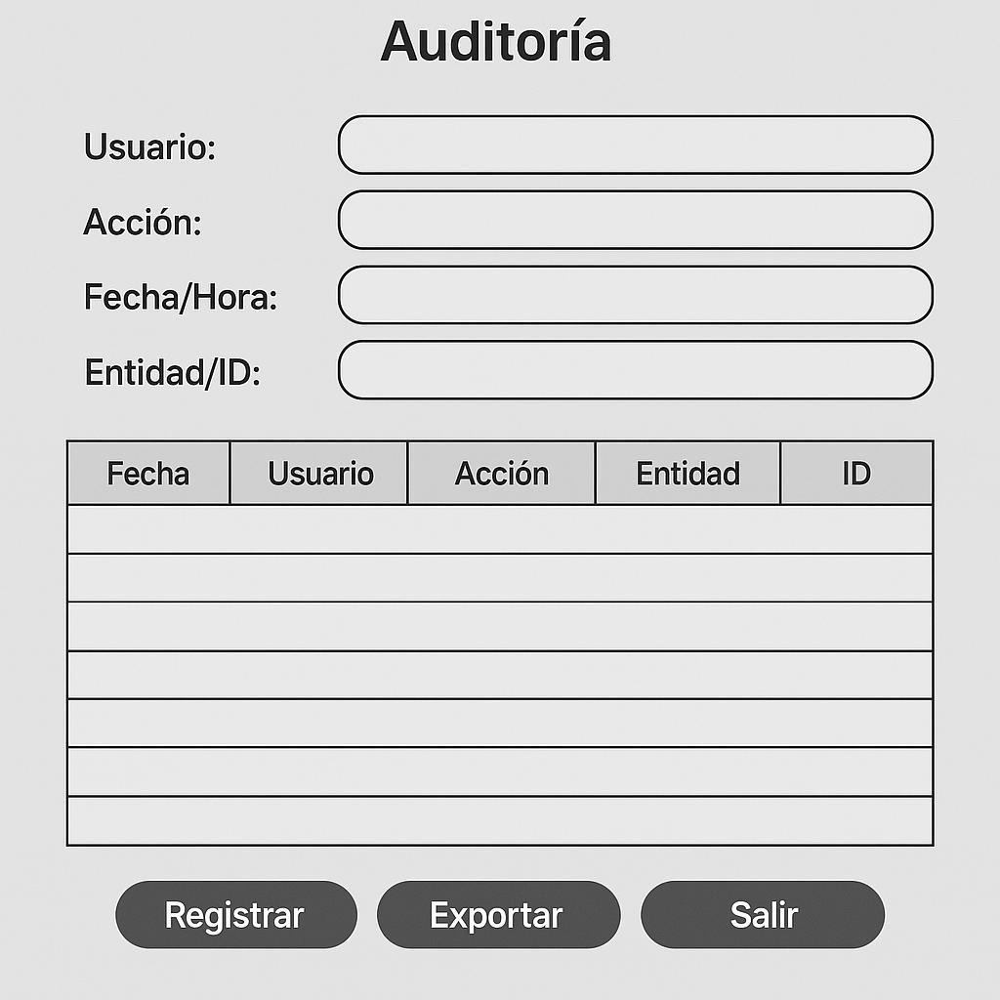 Auditoría
Usuario:
Acción:
Fecha/Hora:
Entidad/ID:
Fecha Usuario Acción Entidad ID
Registrar Exportar Salir